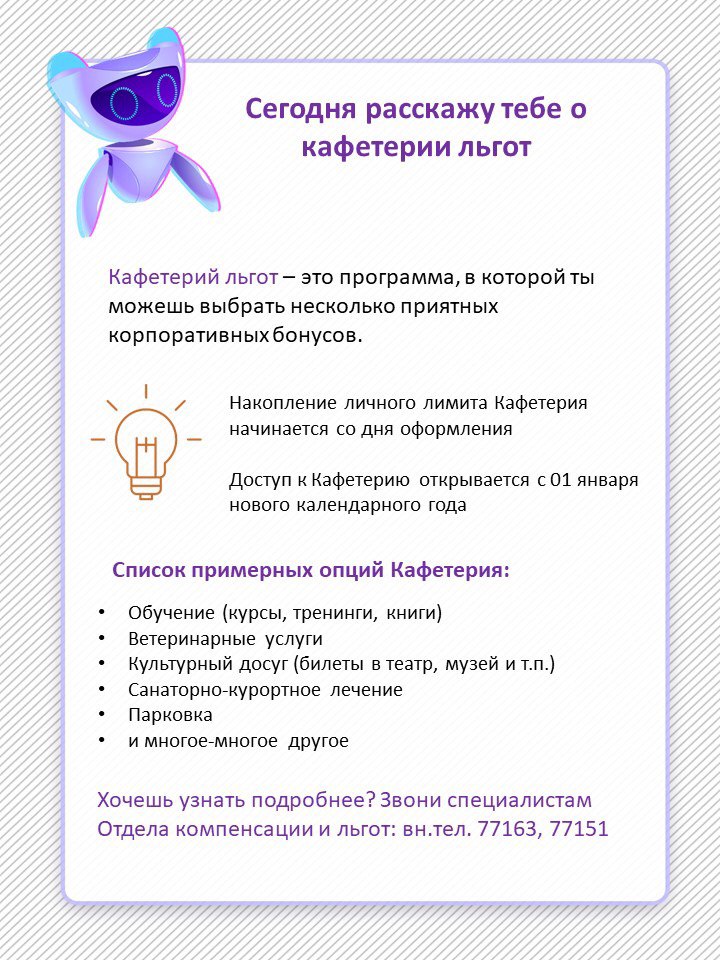 Сегодня расскажу тебе о
кафетерии льгот
Кафетерий льгот – это программа, в которой ты
можешь выбрать несколько приятных
корпоративных бонусов.
Накопление личного лимита Кафетерия
начинается со дня оформления
Доступ к Кафетерию открывается с 01 января
нового календарного года
Список примерных опций Кафетерия:
• Обучение (курсы, тренинги, книги)
• Ветеринарные услуги
• Культурный досуг (билеты в театр, музей и т.п.)
• Санаторно-курортное лечение
• Парковка
• и многое-многое другое
Хочешь узнать подробнее? Звони специалистам
Отдела компенсации и льгот: вн.тел. 77163, 77151